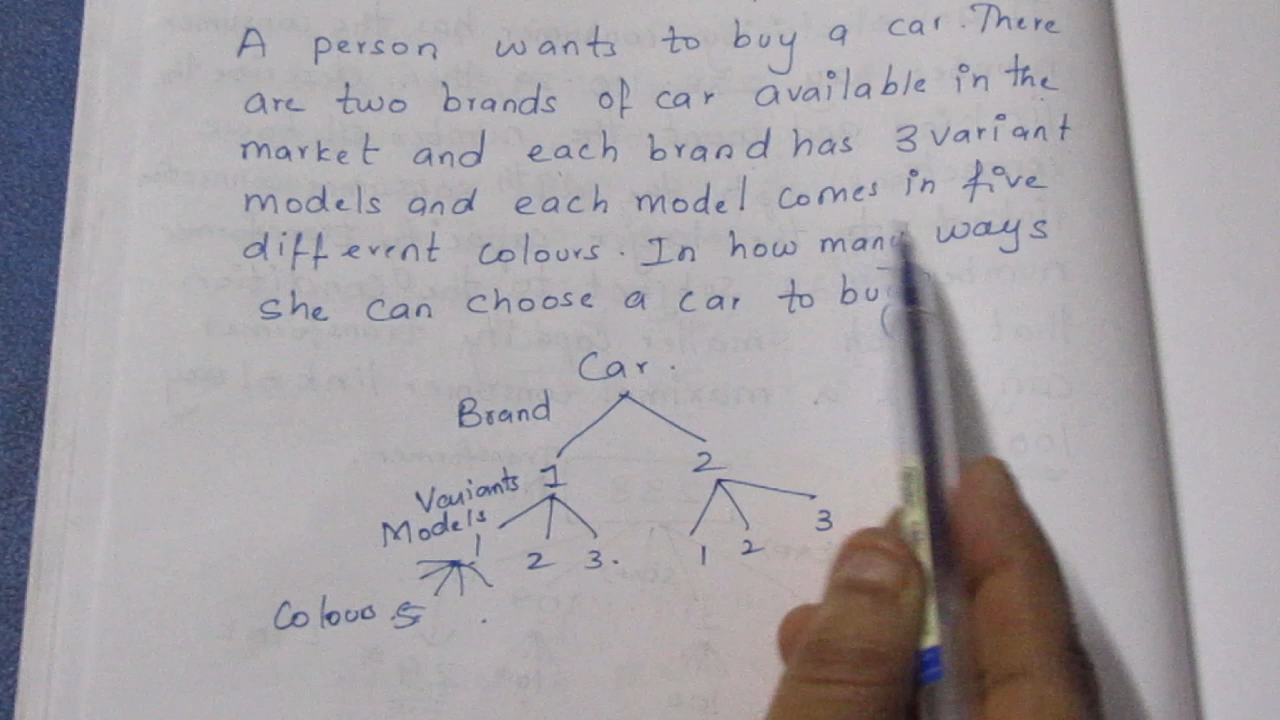 A person wants to buy a car. There
are two brands of car available in the
market and each brand has 3 variant
models and each model comes in five
different colours. In how many ways
she can choose a car to bu
Car.
Brand
1 2
Variants
Models
1 2 3. 1 2 3
Colou
5